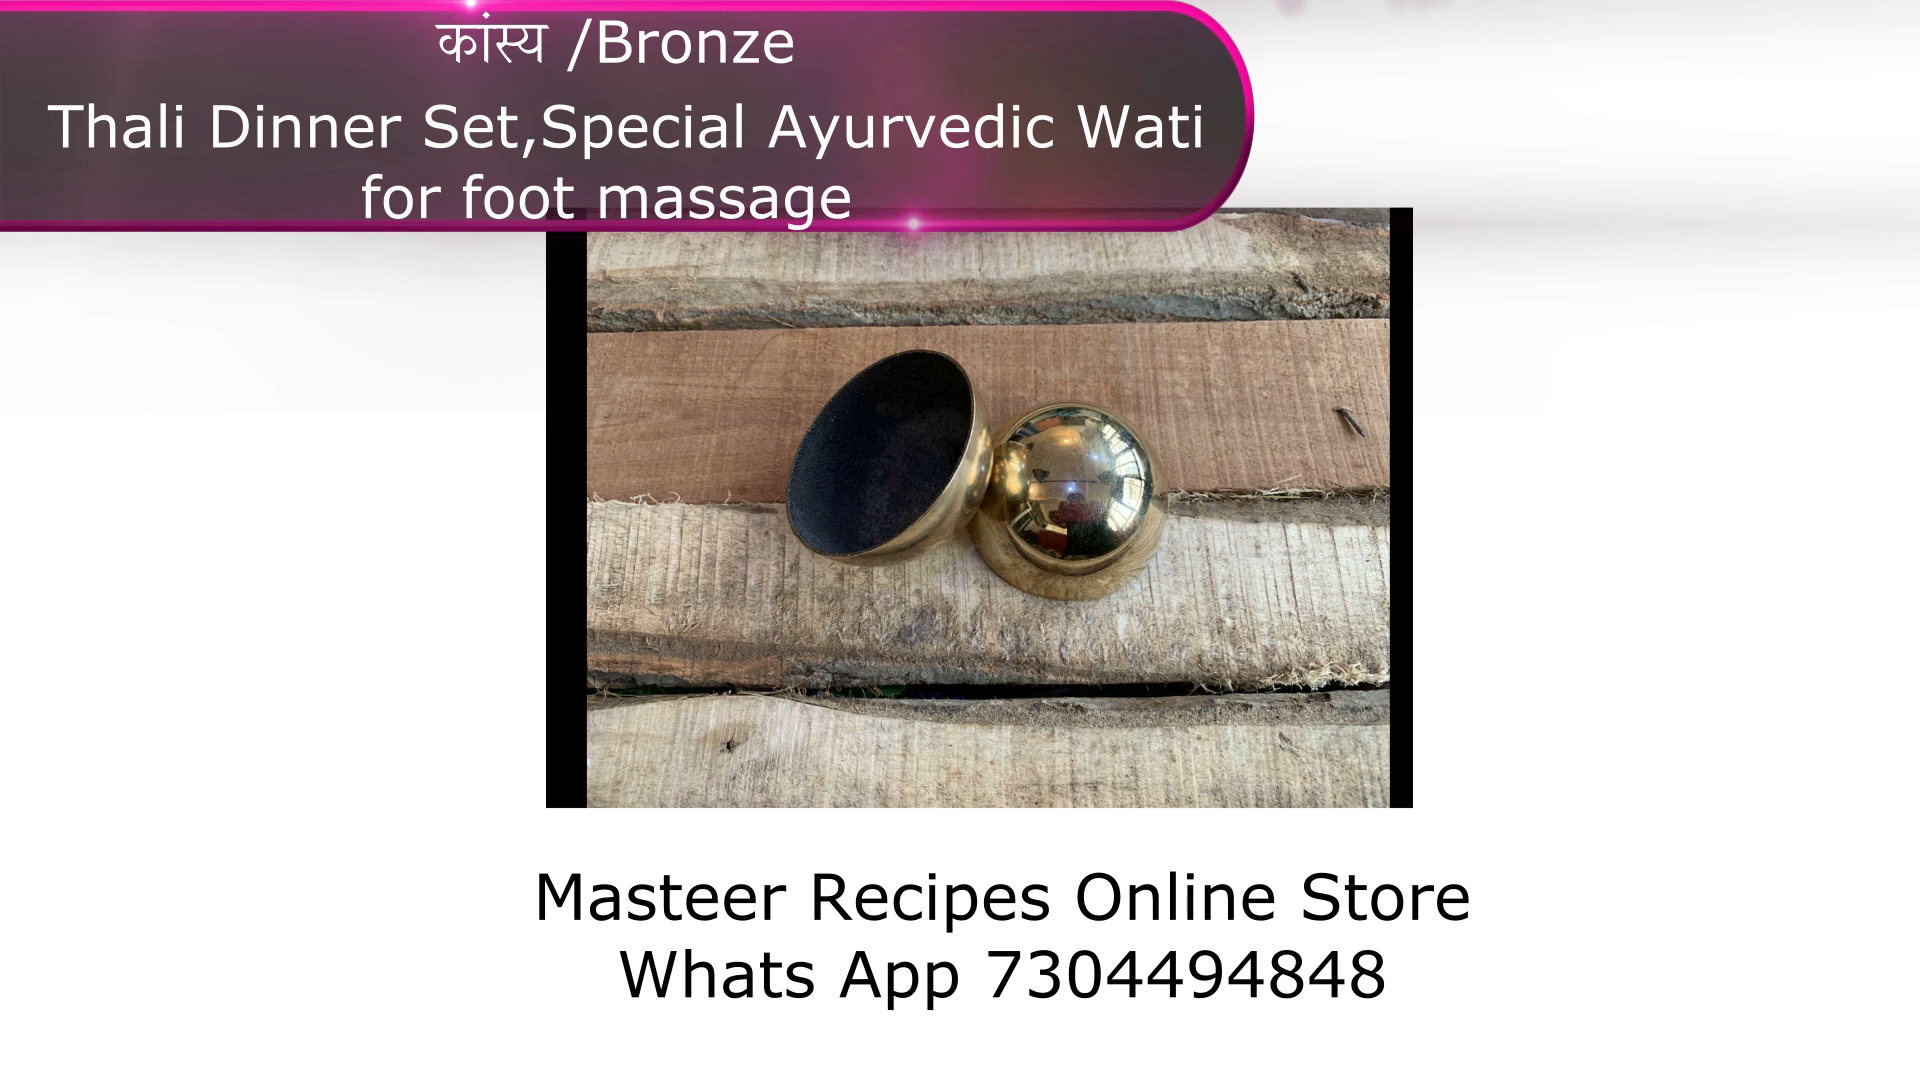 कांस्य /Bronze
Thali Dinner Set,Special Ayurvedic Wati
for foot massage
Masteer Recipes Online Store
Whats App 7304494848